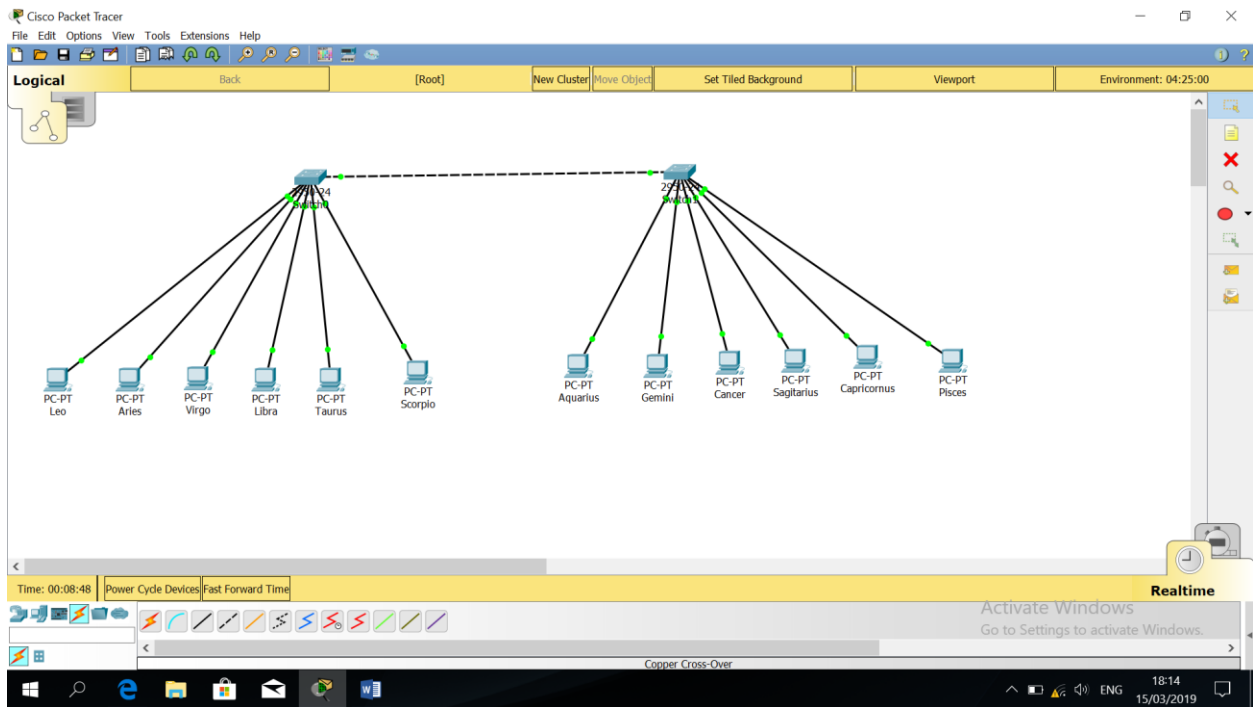 Cisco Packet Tracer
File Edit Options View Tools Extensions Help
Logical Back [Root] New Cluster Move Object Set Tiled Background Viewport Environment: 04:25:00
2950-24 2950-24
Switch0 Switch1
PC-PT PC-PT PC-PT PC-PT PC-PT PC-PT PC-PT PC-PT PC-PT PC-PT PC-PT PC-PT
Leo Aries Virgo Libra Taurus Scorpio Aquarius Gemini Cancer Sagitarius Capricornus Pisces
Time: 00:08:48 Power Cycle Devices Fast Forward Time Realtime
Activate Windows
Go to Settings to activate Windows.
Copper Cross-Over
ENG 18:14
15/03/2019